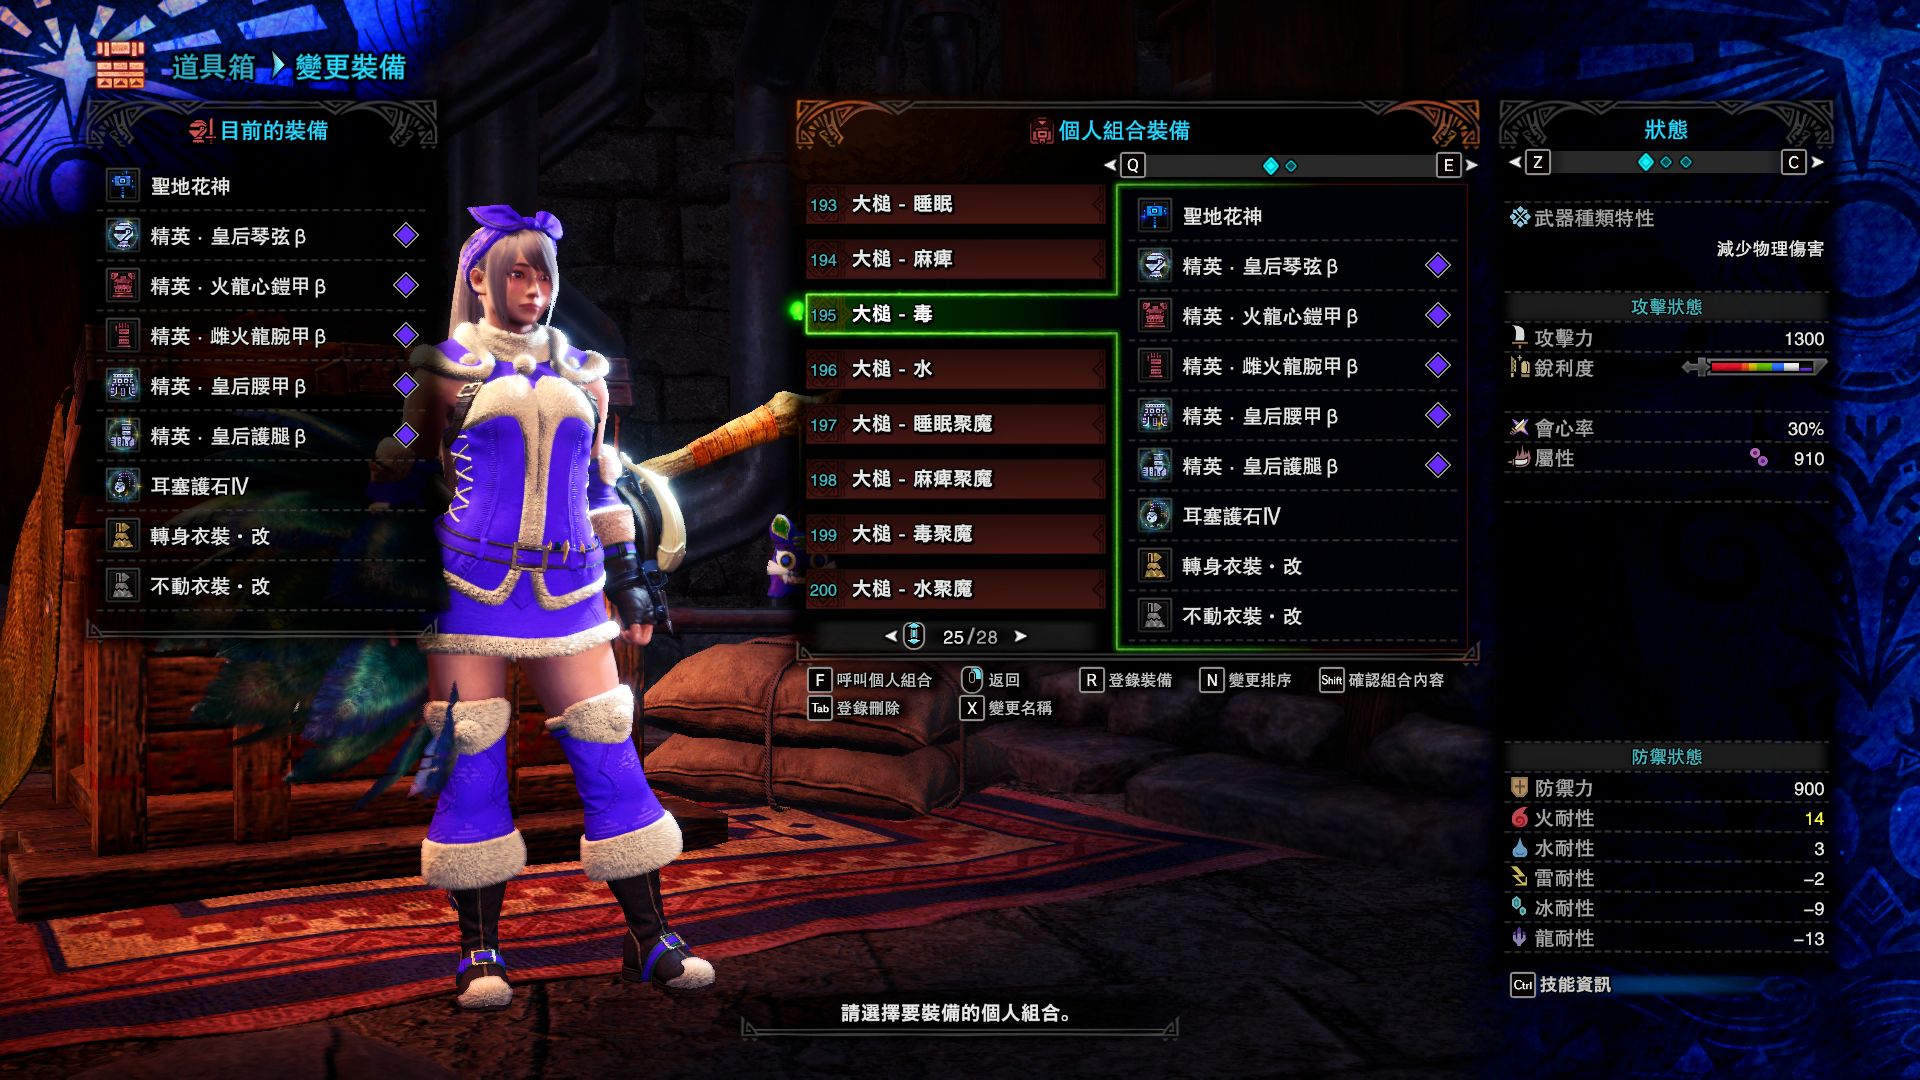 道具箱 變更裝備
目前的裝備
聖地花神
精英．皇后琴弦β
精英．火龍心鎧甲β
精英．雌火龍腕甲β
精英．皇后腰甲β
精英．皇后護腿β
耳塞護石Ⅳ
轉身衣裝・改
不動衣裝・改
個人組合裝備
Q E
193 大槌 - 睡眠
194 大槌 - 麻痺
195 大槌 - 毒
196 大槌 - 水
197 大槌 - 睡眠聚魔
198 大槌 - 麻痺聚魔
199 大槌 - 毒聚魔
200 大槌 - 水聚魔
25/28
聖地花神
精英．皇后琴弦β
精英．火龍心鎧甲β
精英．雌火龍腕甲β
精英．皇后腰甲β
精英．皇后護腿β
耳塞護石Ⅳ
轉身衣裝・改
不動衣裝・改
F 呼叫個人組合 返回 R 登錄裝備 N 變更排序 Shift 確認組合內容
Tab 登錄刪除 X 變更名稱
狀態
Z C
武器種類特性
減少物理傷害
攻擊狀態
攻擊力 1300
銳利度
會心率 30%
屬性 910
防禦狀態
防禦力 900
火耐性 14
水耐性 3
雷耐性 -2
冰耐性 -9
龍耐性 -13
Ctrl 技能資訊
請選擇要裝備的個人組合。